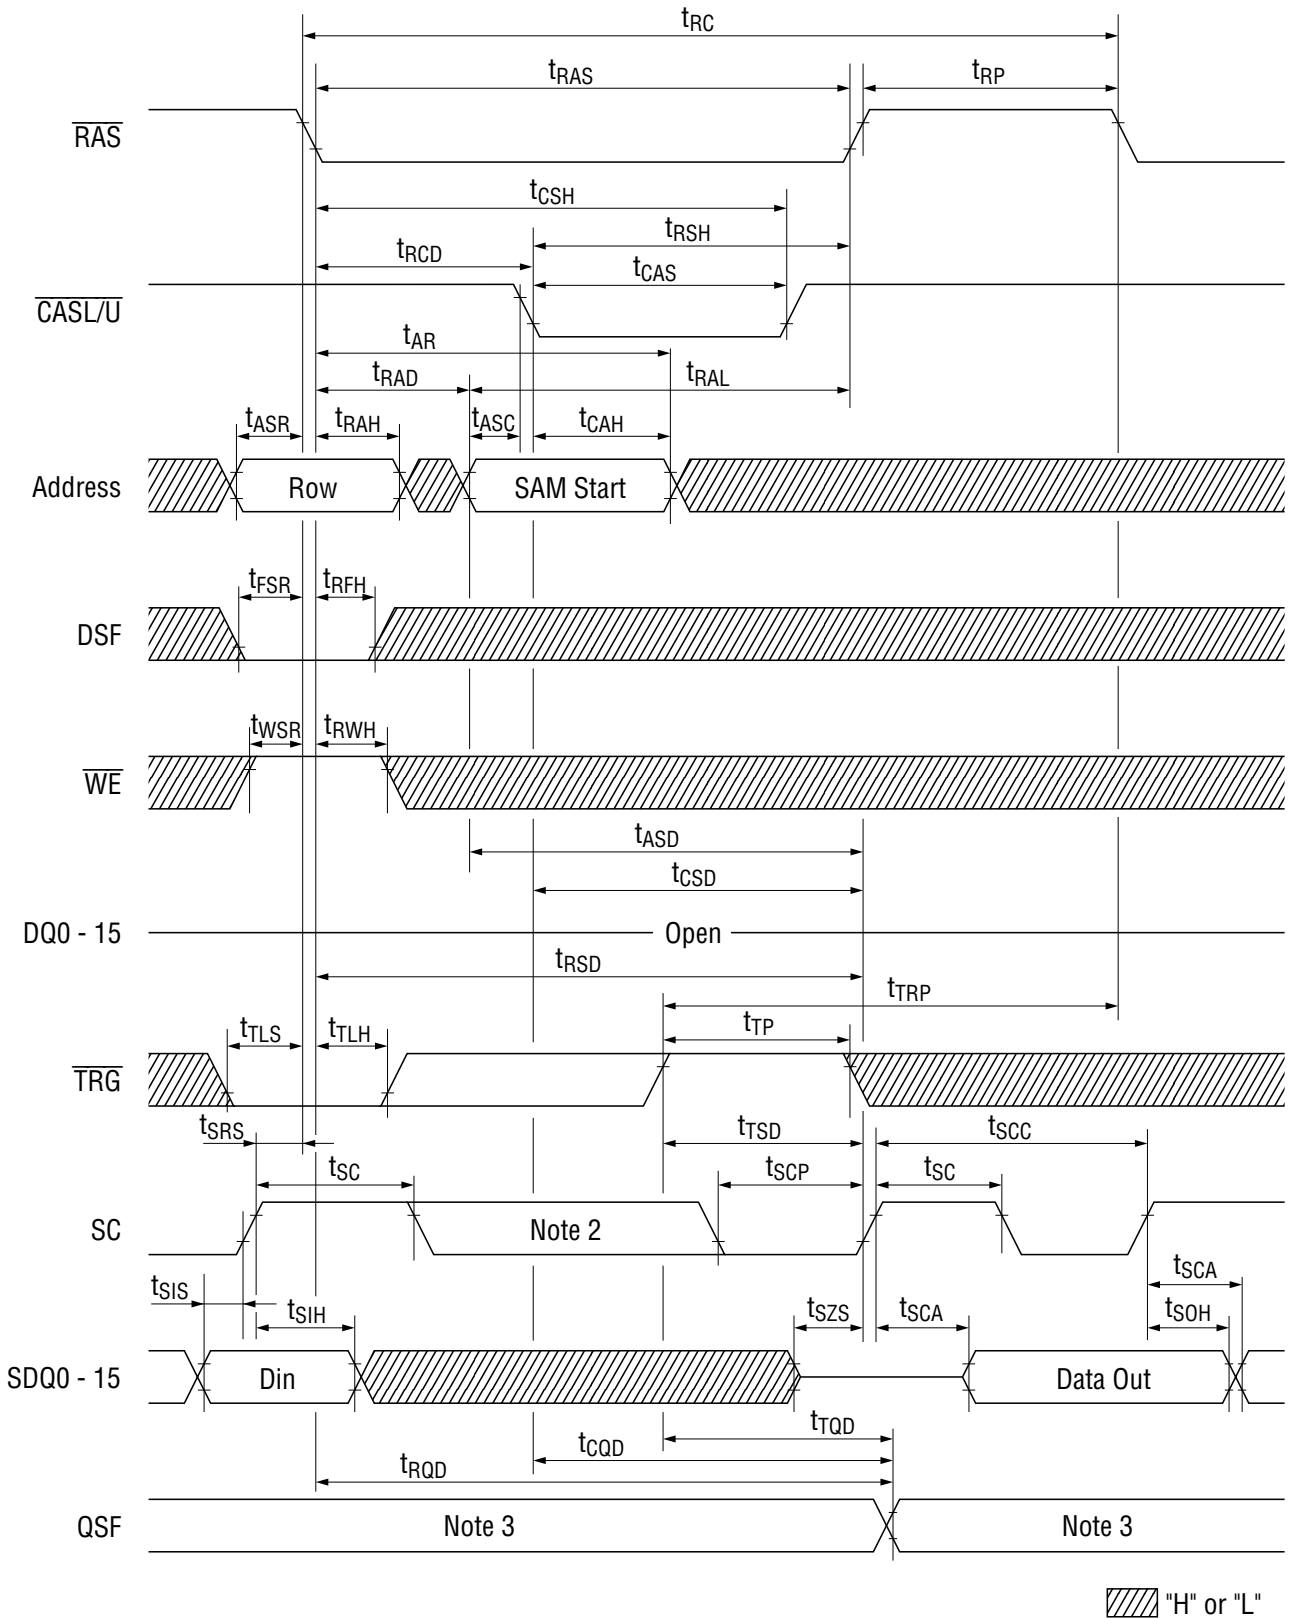 tRC
tRAS
tRP
RAS
tCSH
tRSH
tRCD
tCAS
CASL/U
tAR
tRAD
tRAL
tASR
tRAH
tASC
tCAH
Address
Row
SAM Start
tFSR
tRFH
DSF
tWSR
tRWH
WE
tASD
tCSD
DQ0 - 15
Open
tRSD
tTRP
tTLS
tTLH
tTP
TRG
tSRS
tTSD
tSCC
tSC
tSCP
tSC
SC
Note 2
tSIS
tSIH
tSZS
tSCA
tSCA
tSOH
SDQ0 - 15
Din
Data Out
tTQD
tCQD
tRQD
QSF
Note 3
Note 3
"H" or "L"